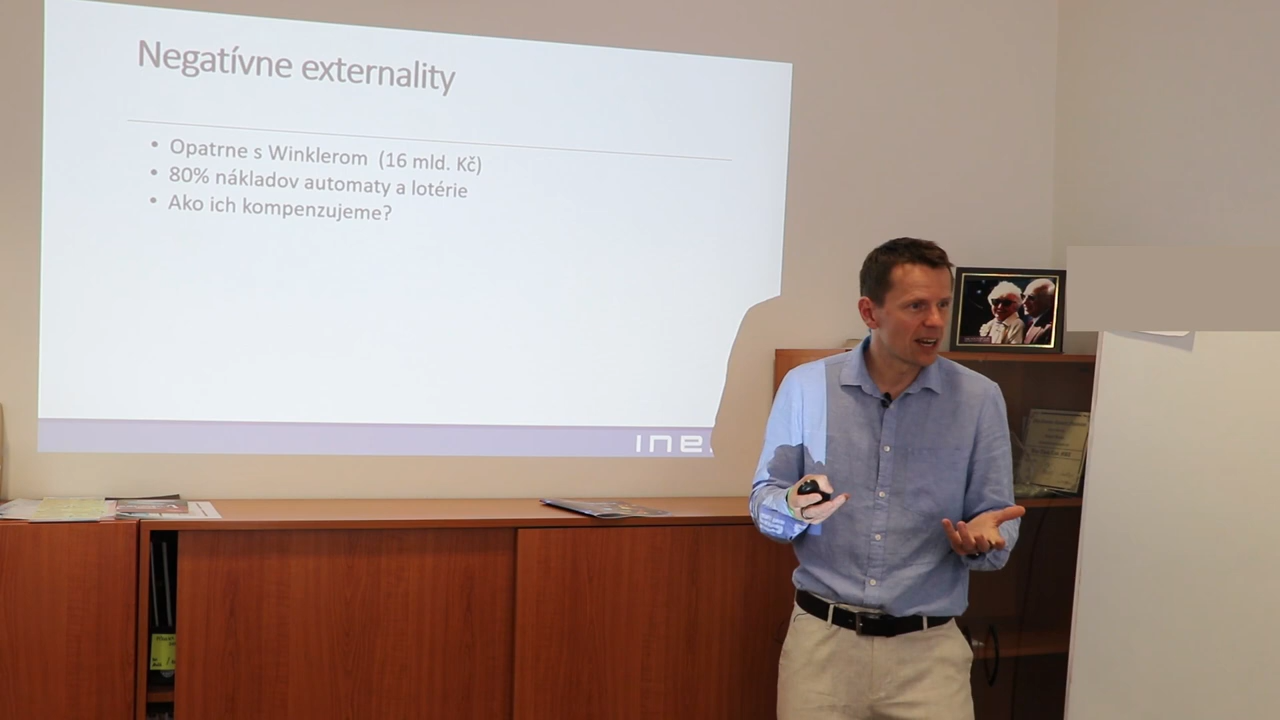 Negatívne externality
• Opatrne s Winklerom (16 mld. Kč)
• 80% nákladov automaty a lotérie
• Ako ich kompenzujeme?
INE